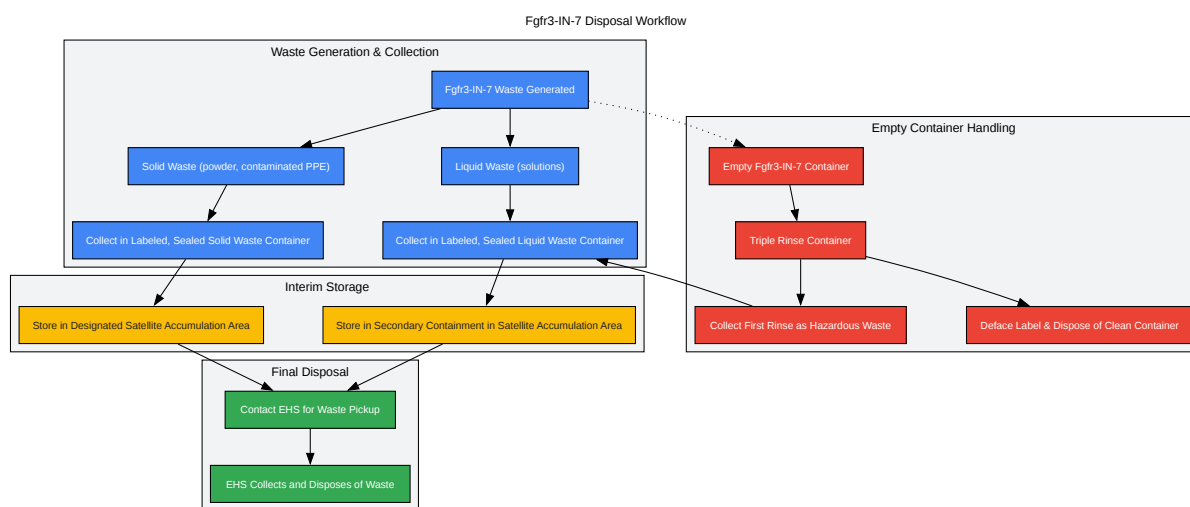 Fgfr3-IN-7 Disposal Workflow
Waste Generation & Collection
Fgfr3-IN-7 Waste Generated
Empty Container Handling
Solid Waste (powder, contaminated PPE)
Liquid Waste (solutions)
Empty Fgfr3-IN-7 Container
Collect in Labeled, Sealed Solid Waste Container
Collect in Labeled, Sealed Liquid Waste Container
Triple Rinse Container
Interim Storage
Store in Designated Satellite Accumulation Area
Store in Secondary Containment in Satellite Accumulation Area
Collect First Rinse as Hazardous Waste
Deface Label & Dispose of Clean Container
Final Disposal
Contact EHS for Waste Pickup
EHS Collects and Disposes of Waste